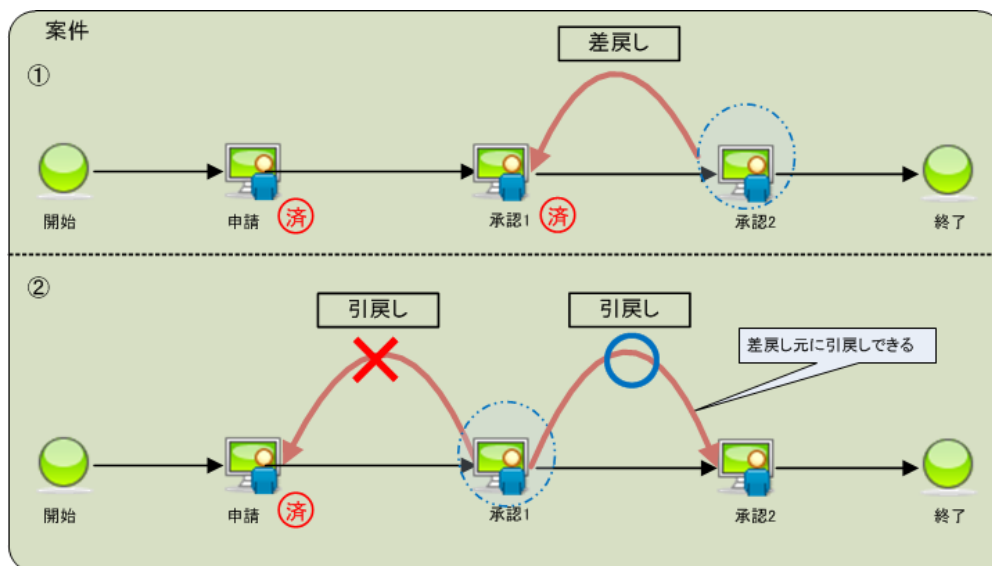 案件
①
差戻し
開始
申請
済
承認1
済
承認2
終了
②
引戻し
引戻し
差戻し元に引戻しできる
開始
申請
済
承認1
承認2
終了